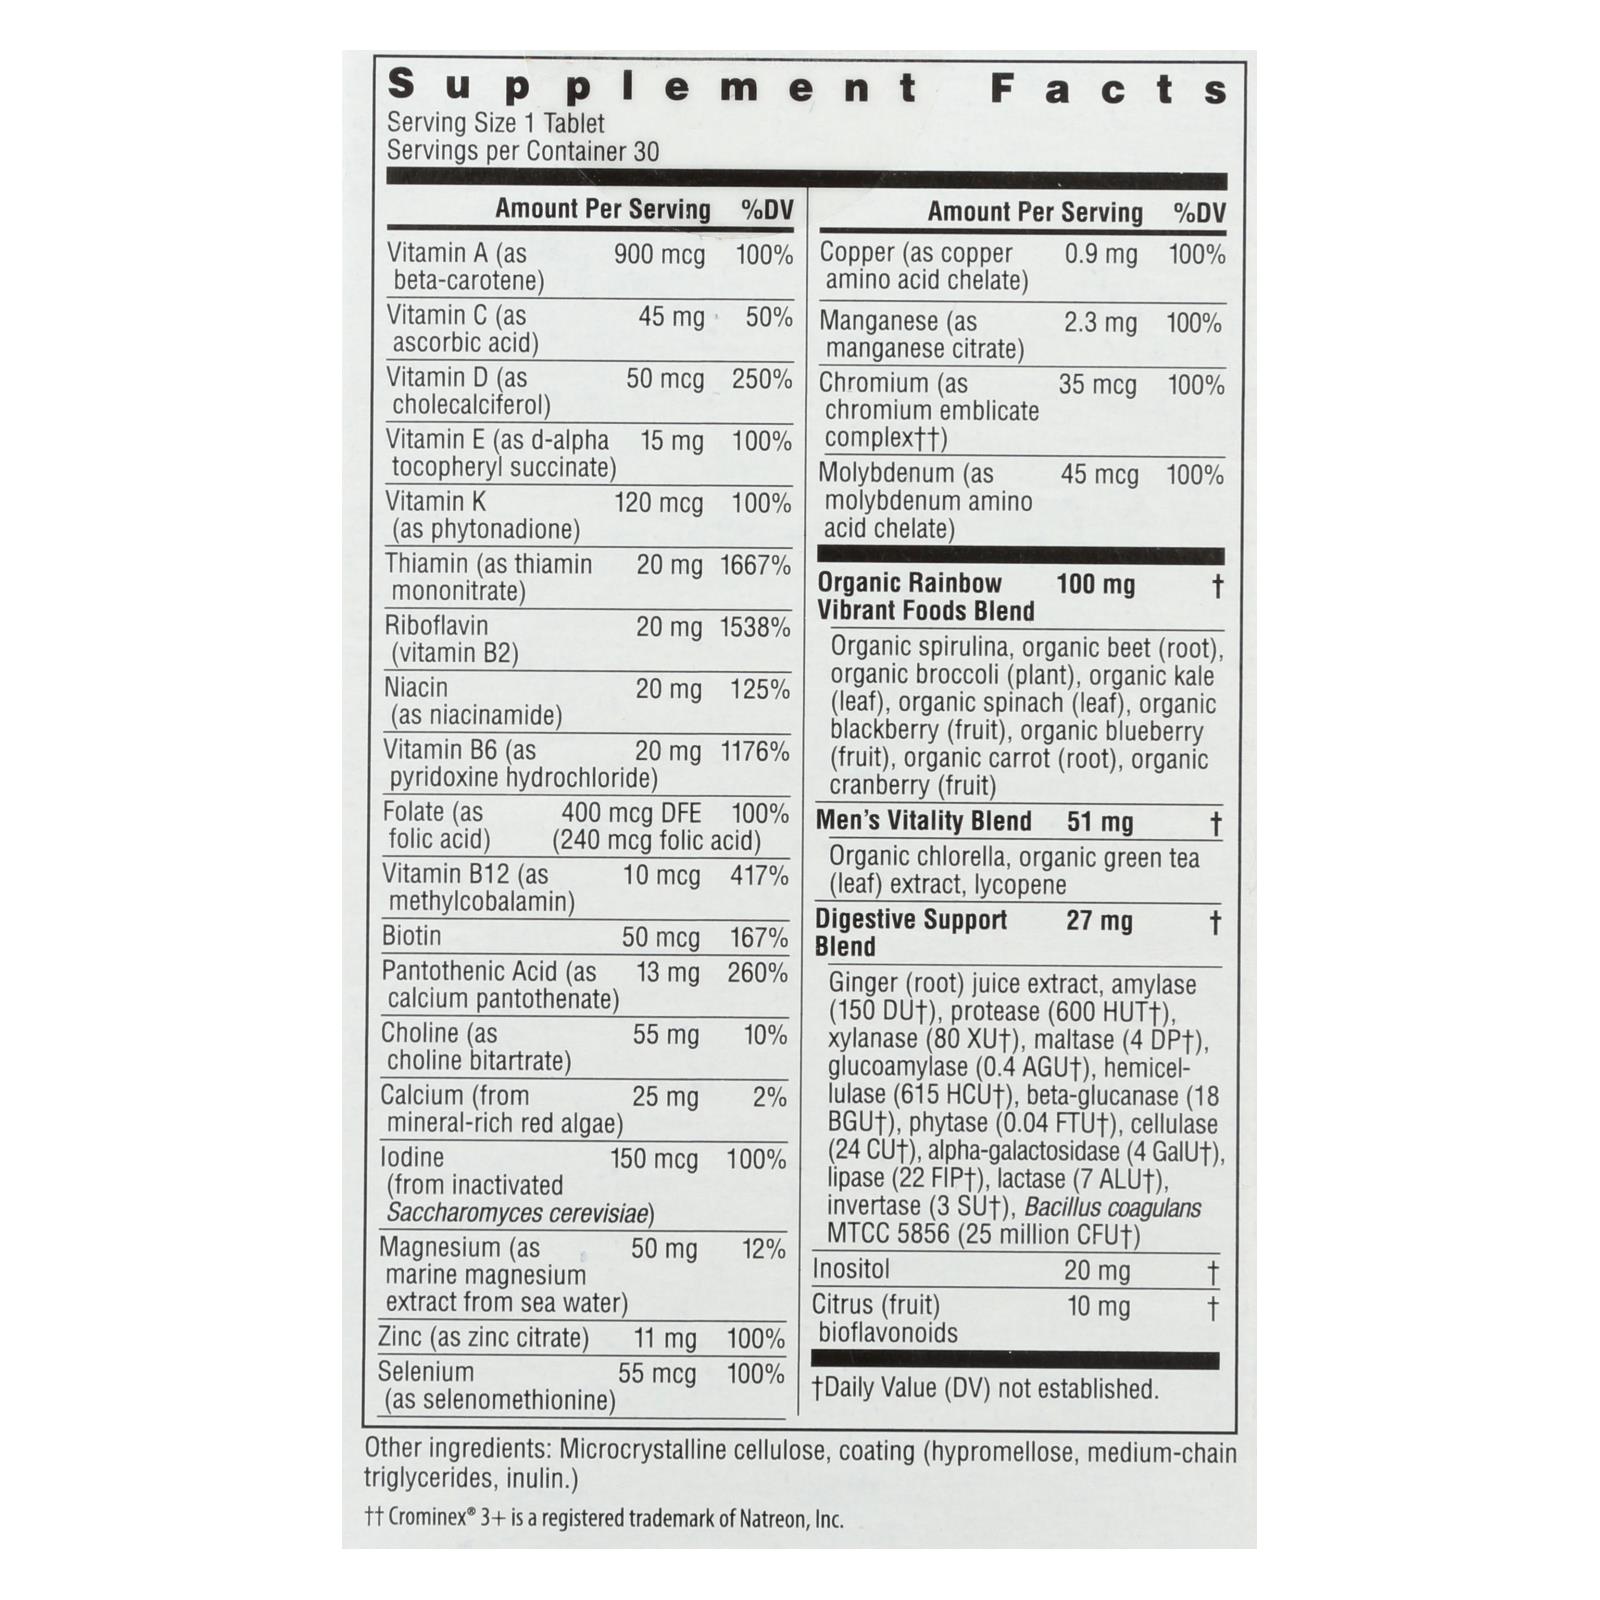 Supplement Facts
Serving Size 1 Tablet
Servings per Container 30
Amount Per Serving %DV
Vitamin A (as 900 mcg 100%
beta-carotene)
Vitamin C (as 45 mg 50%
ascorbic acid)
Vitamin D (as 50 mcg 250%
cholecalciferol)
Vitamin E (as d-alpha 15 mg 100%
tocopheryl succinate)
Vitamin K 120 mcg 100%
(as phytonadione)
Thiamin (as thiamin 20 mg 1667%
mononitrate)
Riboflavin 20 mg 1538%
(vitamin B2)
Niacin 20 mg 125%
(as niacinamide)
Vitamin B6 (as 20 mg 1176%
pyridoxine hydrochloride)
Folate (as 400 mcg DFE 100%
folic acid) (240 mcg folic acid)
Vitamin B12 (as 10 mcg 417%
methylcobalamin)
Biotin 50 mcg 167%
Pantothenic Acid (as 13 mg 260%
calcium pantothenate)
Choline (as 55 mg 10%
choline bitartrate)
Calcium (from 25 mg 2%
mineral-rich red algae)
Iodine 150 mcg 100%
(from inactivated
Saccharomyces cerevisiae)
Magnesium (as 50 mg 12%
marine magnesium
extract from sea water)
Zinc (as zinc citrate) 11 mg 100%
Selenium 55 mcg 100%
(as selenomethionine)
Amount Per Serving %DV
Copper (as copper 0.9 mg 100%
amino acid chelate)
Manganese (as 2.3 mg 100%
manganese citrate)
Chromium (as 35 mcg 100%
chromium emblicate
complex††)
Molybdenum (as 45 mcg 100%
molybdenum amino
acid chelate)
Organic Rainbow 100 mg †
Vibrant Foods Blend
Organic spirulina, organic beet (root),
organic broccoli (plant), organic kale
(leaf), organic spinach (leaf), organic
blackberry (fruit), organic blueberry
(fruit), organic carrot (root), organic
cranberry (fruit)
Men's Vitality Blend 51 mg †
Organic chlorella, organic green tea
(leaf) extract, lycopene
Digestive Support 27 mg †
Blend
Ginger (root) juice extract, amylase
(150 DU†), protease (600 HUT†),
xylanase (80 XU†), maltase (4 DP†),
glucoamylase (0.4 AGU†), hemicel-
lulase (615 HCU†), beta-glucanase (18
BGU†), phytase (0.04 FTU†), cellulase
(24 CU†), alpha-galactosidase (4 GalU†),
lipase (22 FIP†), lactase (7 ALU†),
invertase (3 SU†), Bacillus coagulans
MTCC 5856 (25 million CFU†)
Inositol 20 mg †
Citrus (fruit) 10 mg †
bioflavonoids
†Daily Value (DV) not established.
Other ingredients: Microcrystalline cellulose, coating (hypromellose, medium-chain
triglycerides, inulin.)
†† Crominex® 3+ is a registered trademark of Natreon, Inc.